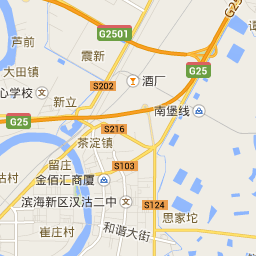 芦前
G2501
G25
震新
大田镇
S202
酒厂
G25
心学校
新立
南堡线
G25
S216
茶淀镇
留庄
S103
沽村
金佰汇商厦
滨海新区汉沽二中
S124
思家坨
崔庄村
和谐大街